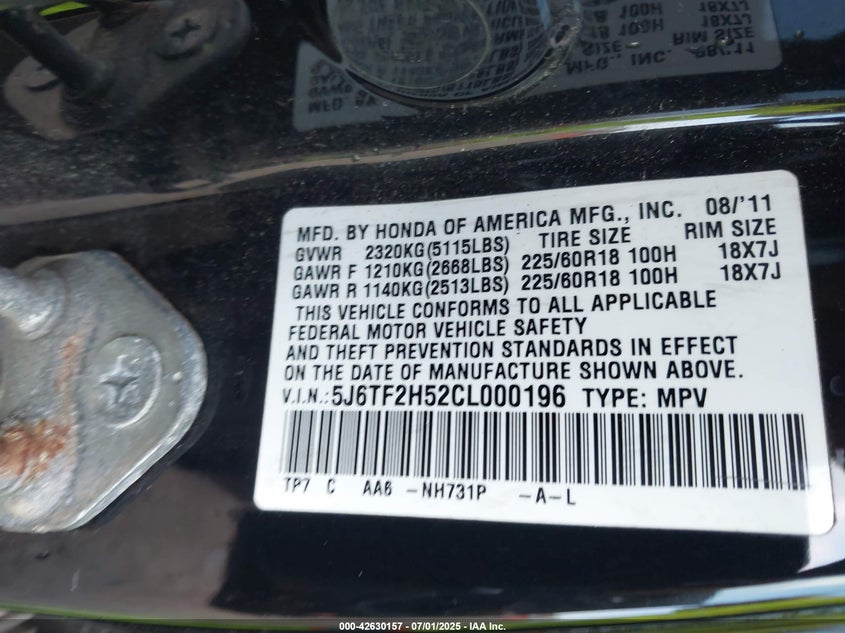 MFD. BY HONDA OF AMERICA MFG., INC. 08/'11
GVWR 2320KG(5115LBS) TIRE SIZE RIM SIZE
GAWR F 1210KG(2668LBS) 225/60R18 100H 18X7J
GAWR R 1140KG(2513LBS) 225/60R18 100H 18X7J
THIS VEHICLE CONFORMS TO ALL APPLICABLE
FEDERAL MOTOR VEHICLE SAFETY
AND THEFT PREVENTION STANDARDS IN EFFECT
ON THE DATE OF MANUFACTURE SHOWN ABOVE.
V.I.N.:5J6TF2H52CL000196 TYPE: MPV
TP7 C AA6 -NH731P -A-L
000-42630157 - 07/01/2025 - IAA Inc.